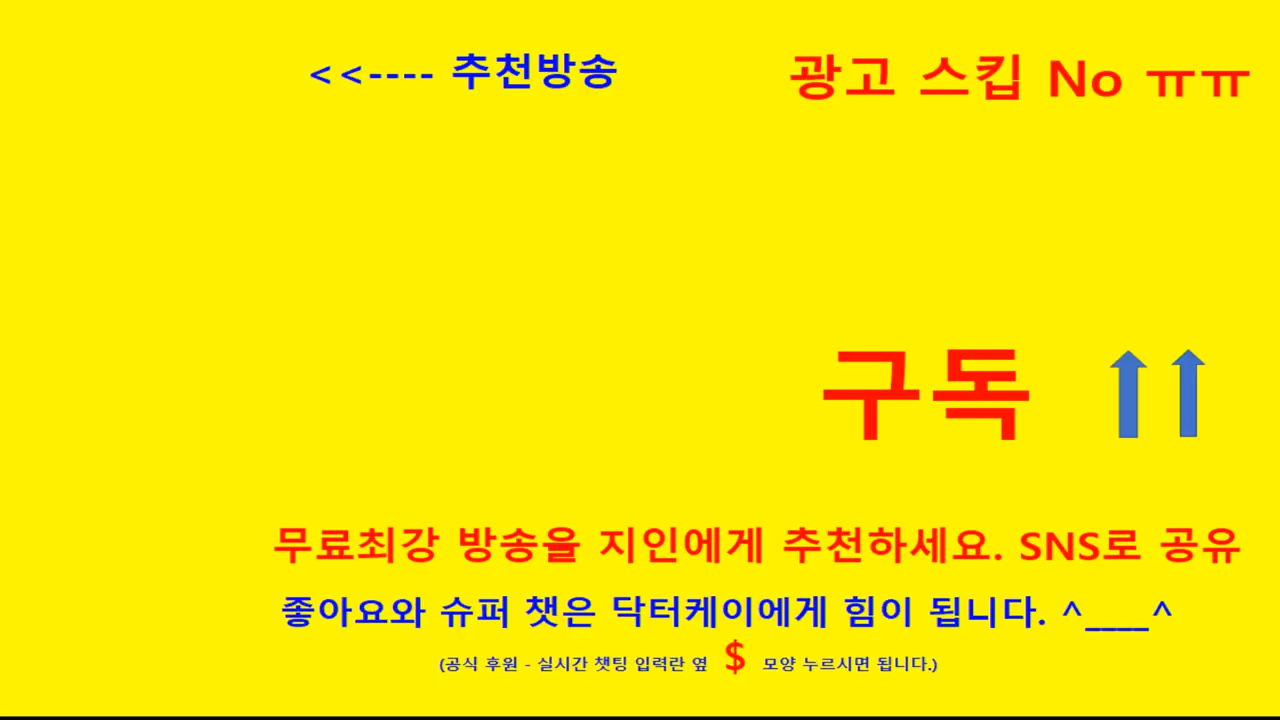 <<---- 추천방송
광고 스킵 No ㅠㅠ
구독
무료최강 방송을 지인에게 추천하세요. SNS로 공유
좋아요와 슈퍼 챗은 닥터케이에게 힘이 됩니다. ^____^
(공식 후원 - 실시간 챗팅 입력란 옆 $ 모양 누르시면 됩니다.)